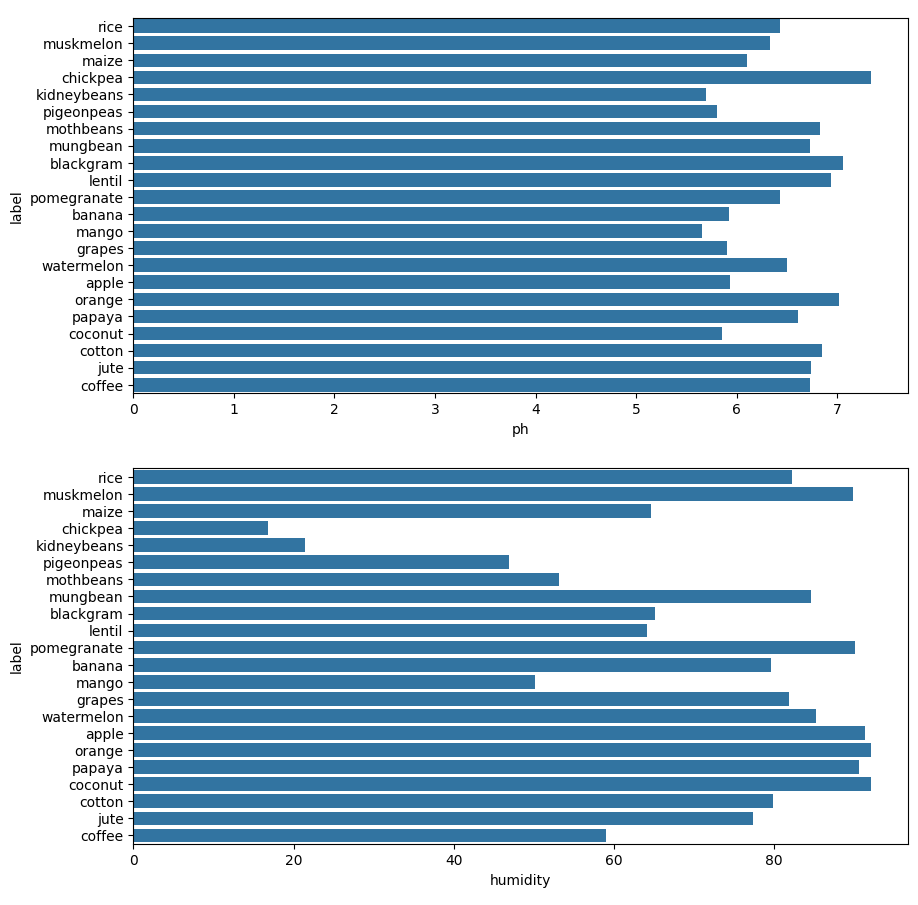 rice
muskmelon
maize
chickpea
kidneybeans
pigeonpeas
mothbeans
mungbean
blackgram
lentil
pomegranate
banana
mango
grapes
watermelon
apple
orange
papaya
coconut
cotton
jute
coffee
label
0 1 2 3 4 5 6 7
ph
rice
muskmelon
maize
chickpea
kidneybeans
pigeonpeas
mothbeans
mungbean
blackgram
lentil
pomegranate
banana
mango
grapes
watermelon
apple
orange
papaya
coconut
cotton
jute
coffee
label
0 20 40 60 80
humidity